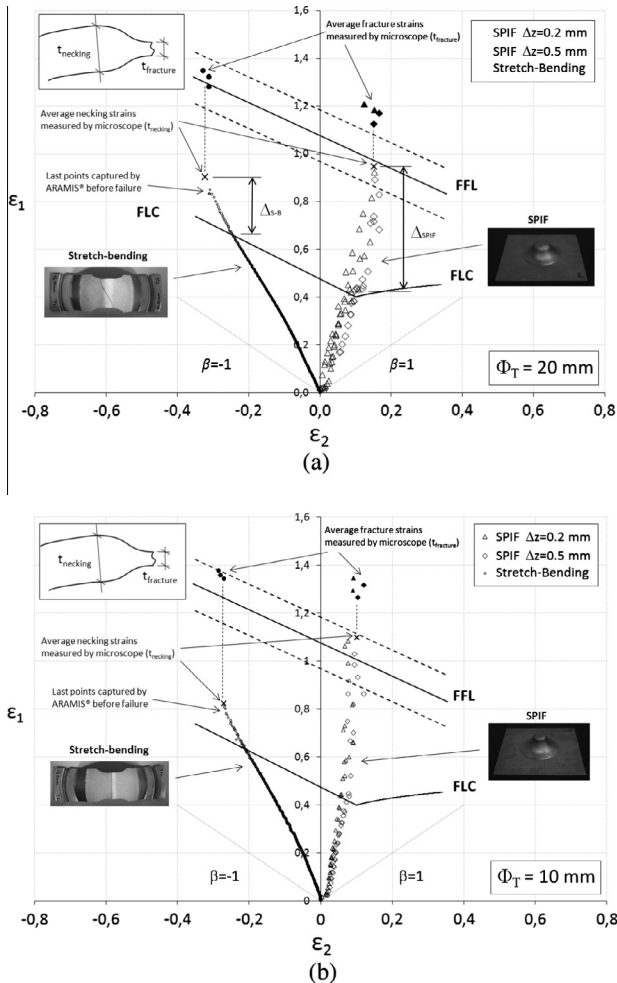 1,6
t_necking
t_fracture
Average fracture strains
measured by microscope (t_fracture)
SPIF Δz=0.2 mm
SPIF Δz=0.5 mm
Stretch-Bending
1,4
1,2
Average necking strains
measured by microscope (t_necking)
1,0
Last points captured by
ARAMIS® before failure
FFL
ε1
0,8
FLC
Δ_S-B
Δ_SPIF
SPIF
0,6
Stretch-bending
FLC
0,4
0,2
β=-1
β=1
Φ_T = 20 mm
0,0
-0,8
-0,6
-0,4
-0,2
0,0
0,2
0,4
0,6
0,8
ε2
(a)
1,6
t_necking
t_fracture
Average fracture strains
measured by microscope (t_fracture)
SPIF Δz=0.2 mm
SPIF Δz=0.5 mm
Stretch-Bending
1,4
1,2
Average necking strains
measured by microscope (t_necking)
1
Last points captured by
ARAMIS® before failure
FFL
ε1
0,8
SPIF
0,6
Stretch-bending
FLC
0,4
0,2
β=-1
β=1
Φ_T = 10 mm
0
-0,8
-0,6
-0,4
-0,2
0
0,2
0,4
0,6
0,8
ε2
(b)